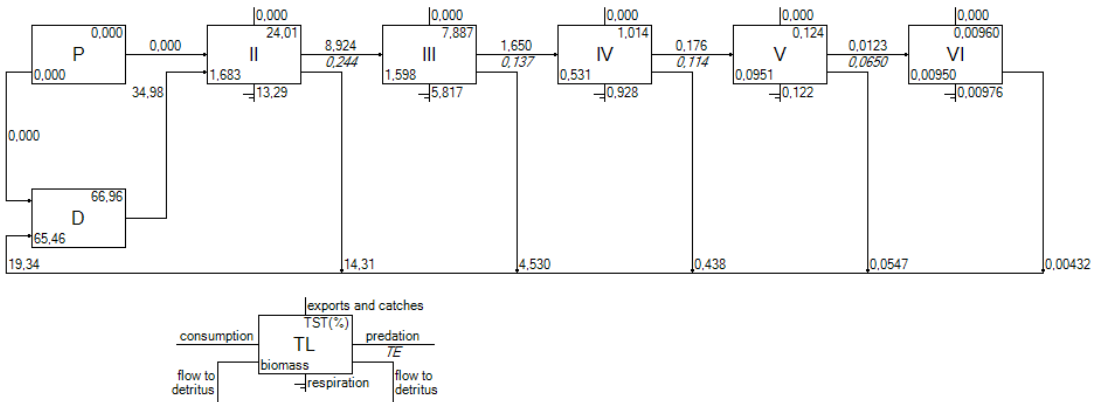 0,000 0,000 0,000 0,000 0,000
0,000 24,01 7,887 1,014 0,124 0,00960
P 0,000 II 8,924 III 1,650 IV 0,176 V 0,0123 VI
0,244 0,137 0,114 0,0650
0,000 1,683 1,598 0,531 0,0951 0,00950
34,98 13,29 5,817 0,928 0,122 0,00976
0,000
66,96
D
65,46
19,34 14,31 4,530 0,438 0,0547 0,00432
exports and catches
TST(%)
consumption TL predation
TE
biomass
flow to detritus
respiration
flow to detritus